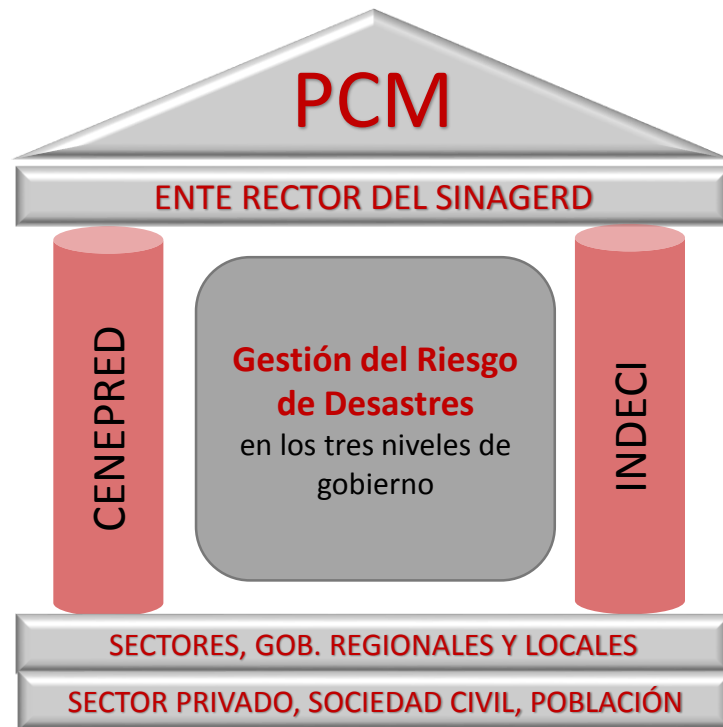 PCM
ENTE RECTOR DEL SINAGERD
CENEPRED
Gestión del Riesgo
de Desastres
en los tres niveles de
gobierno
INDECI
SECTORES, GOB. REGIONALES Y LOCALES
SECTOR PRIVADO, SOCIEDAD CIVIL, POBLACIÓN